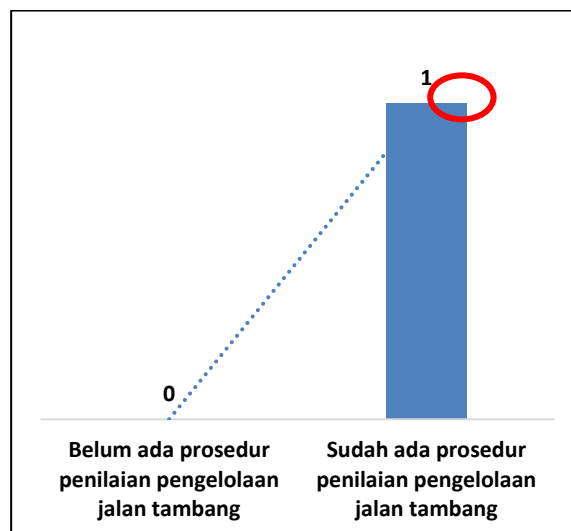 1
0
Belum ada prosedur
penilaian pengelolaan
jalan tambang
Sudah ada prosedur
penilaian pengelolaan
jalan tambang